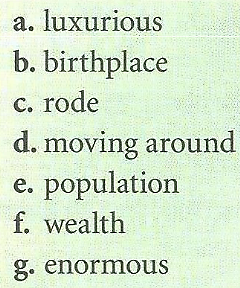 a. luxurious
b. birthplace
c. rode
d. moving around
e. population
f. wealth
g. enormous